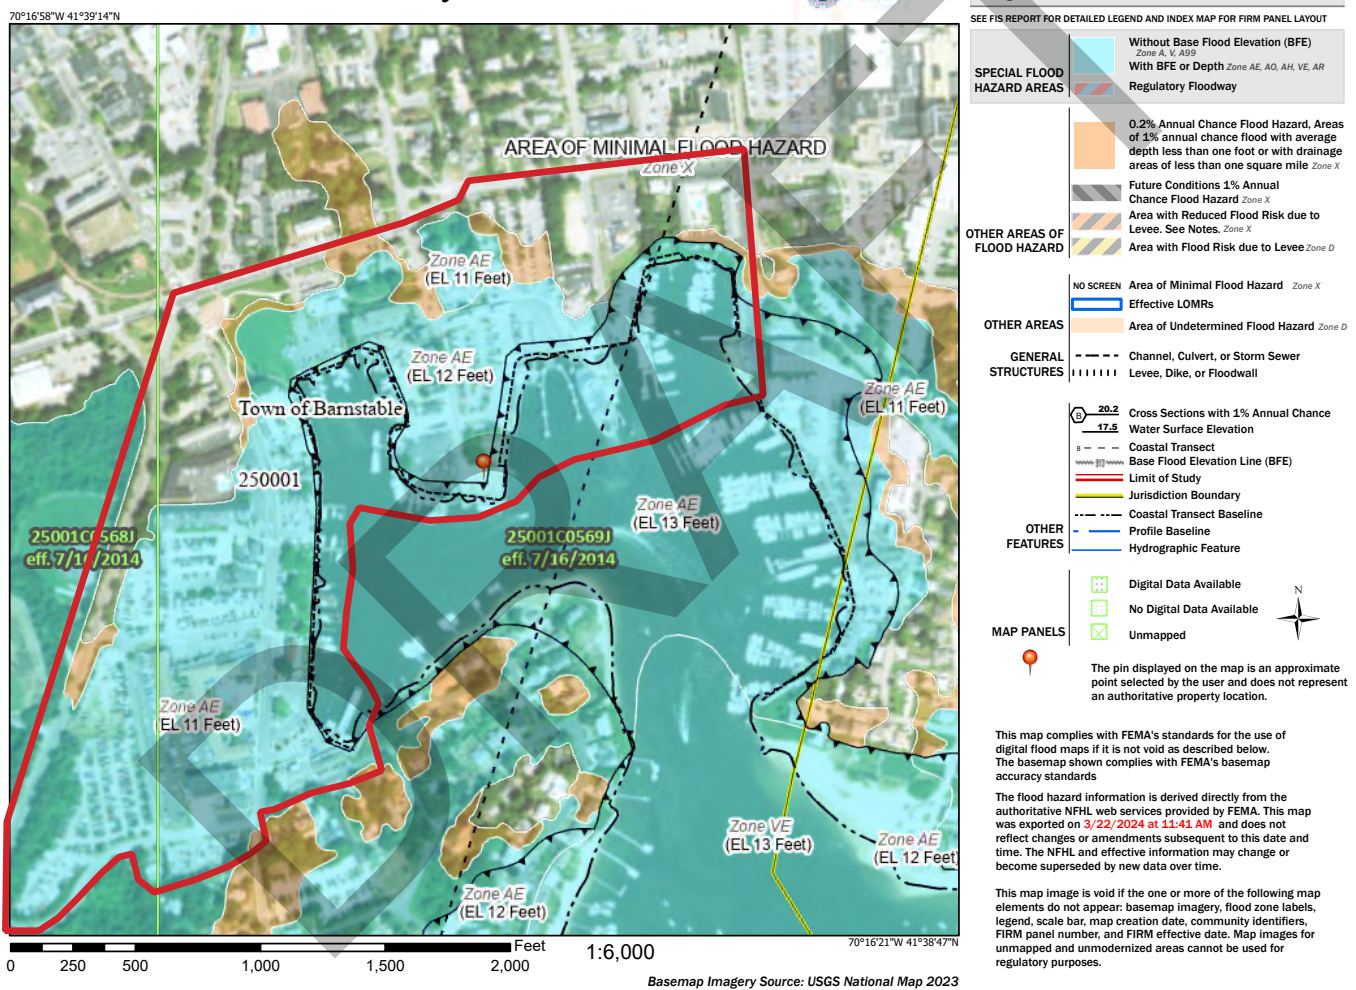 70°16'58"W 41°39'14"N
AREA OF MINIMAL FLOOD HAZARD
Zone X
Zone AE
(EL 11 Feet)
Zone AE
(EL 12 Feet)
Town of Barnstable
250001
Zone AE
(EL 11 Feet)
Zone AE
(EL 13 Feet)
25001C0568J
eff. 7/16/2014
25001C0569J
eff. 7/16/2014
Zone AE
(EL 11 Feet)
Zone VE
(EL 13 Feet)
Zone AE
(EL 12 Feet)
Zone AE
(EL 12 Feet)
DRAFT
Feet
1:6,000
70°16'21"W 41°38'47"N
0 250 500 1,000 1,500 2,000
Basemap Imagery Source: USGS National Map 2023
SEE FIS REPORT FOR DETAILED LEGEND AND INDEX MAP FOR FIRM PANEL LAYOUT
SPECIAL FLOOD
HAZARD AREAS
Without Base Flood Elevation (BFE)
Zone A, V, A99
With BFE or Depth Zone AE, AO, AH, VE, AR
Regulatory Floodway
0.2% Annual Chance Flood Hazard, Areas
of 1% annual chance flood with average
depth less than one foot or with drainage
areas of less than one square mile Zone X
Future Conditions 1% Annual
Chance Flood Hazard Zone X
Area with Reduced Flood Risk due to
Levee. See Notes. Zone X
Area with Flood Risk due to Levee Zone D
OTHER AREAS OF
FLOOD HAZARD
NO SCREEN Area of Minimal Flood Hazard Zone X
Effective LOMRs
Area of Undetermined Flood Hazard Zone D
OTHER AREAS
GENERAL
STRUCTURES
Channel, Culvert, or Storm Sewer
Levee, Dike, or Floodwall
B 20.2 Cross Sections with 1% Annual Chance
17.5 Water Surface Elevation
8 Coastal Transect
Base Flood Elevation Line (BFE)
Limit of Study
Jurisdiction Boundary
Coastal Transect Baseline
Profile Baseline
Hydrographic Feature
OTHER
FEATURES
Digital Data Available
No Digital Data Available
Unmapped
MAP PANELS
N
The pin displayed on the map is an approximate
point selected by the user and does not represent
an authoritative property location.
This map complies with FEMA's standards for the use of
digital flood maps if it is not void as described below.
The basemap shown complies with FEMA's basemap
accuracy standards
The flood hazard information is derived directly from the
authoritative NFHL web services provided by FEMA. This map
was exported on 3/22/2024 at 11:41 AM and does not
reflect changes or amendments subsequent to this date and
time. The NFHL and effective information may change or
become superseded by new data over time.
This map image is void if the one or more of the following map
elements do not appear: basemap imagery, flood zone labels,
legend, scale bar, map creation date, community identifiers,
FIRM panel number, and FIRM effective date. Map images for
unmapped and unmodernized areas cannot be used for
regulatory purposes.